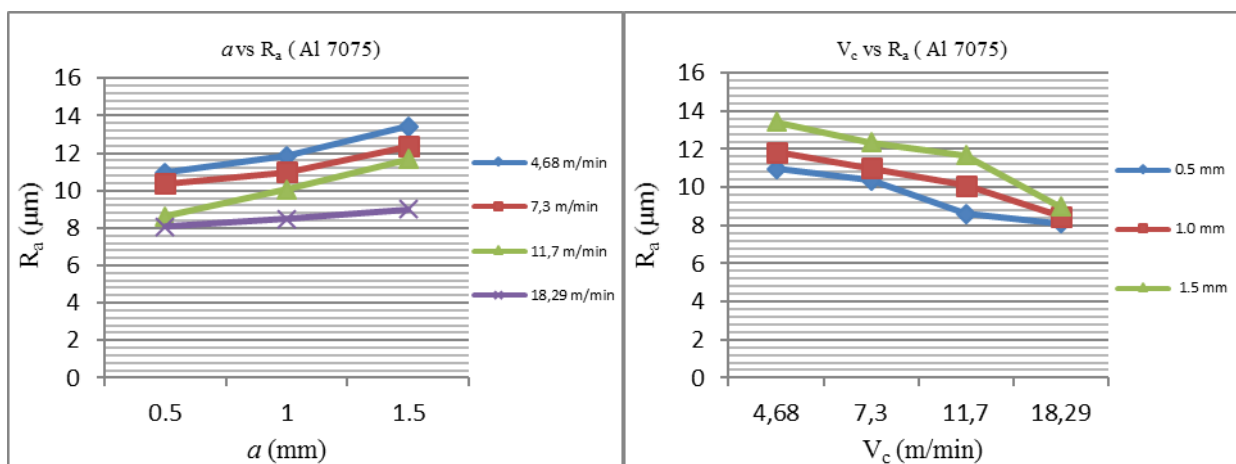 a vs Ra ( Al 7075)
16
14
12
10
8
6
4
2
0
Ra (µm)
0.5 1 1.5
a (mm)
4,68 m/min
7,3 m/min
11,7 m/min
18,29 m/min
Vc vs Ra ( Al 7075)
16
14
12
10
8
6
4
2
0
Ra (µm)
4,68 7,3 11,7 18,29
Vc (m/min)
0.5 mm
1.0 mm
1.5 mm